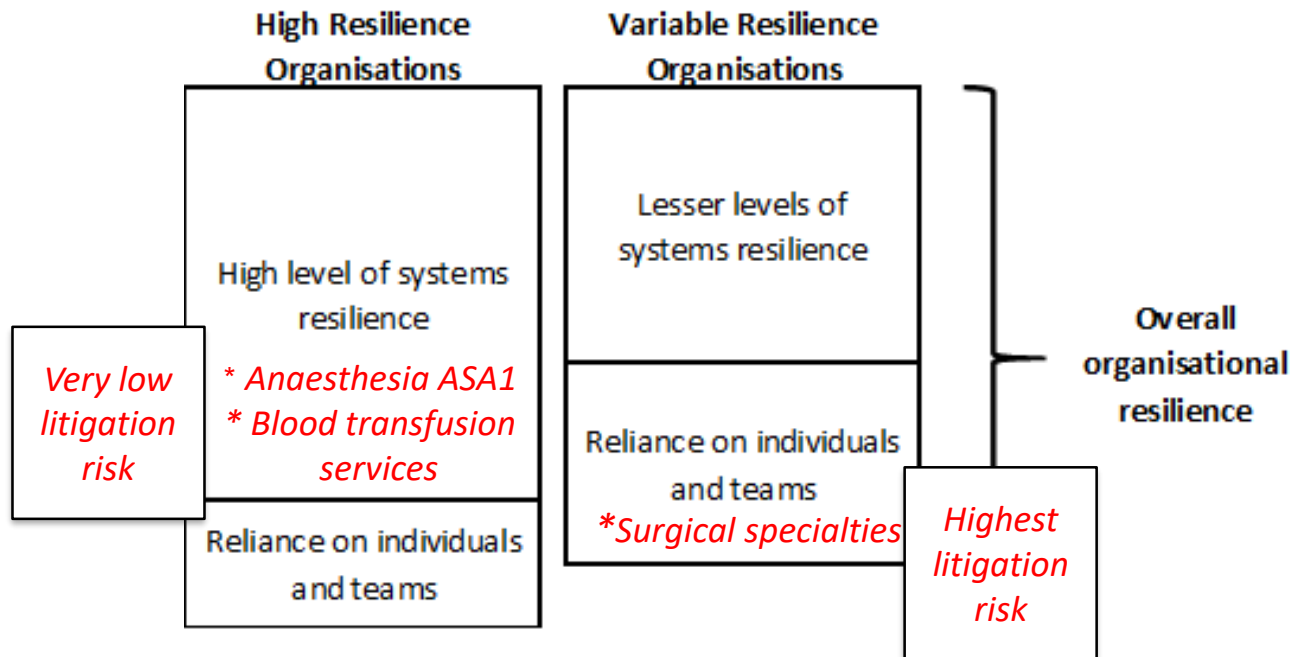 High Resilience
Organisations
Variable Resilience
Organisations
High level of systems
resilience
* Anaesthesia ASA1
* Blood transfusion
services
Very low
litigation
risk
Reliance on individuals
and teams
Lesser levels of
systems resilience
Reliance on individuals
and teams
*Surgical specialties
Highest
litigation
risk
Overall
organisational
resilience